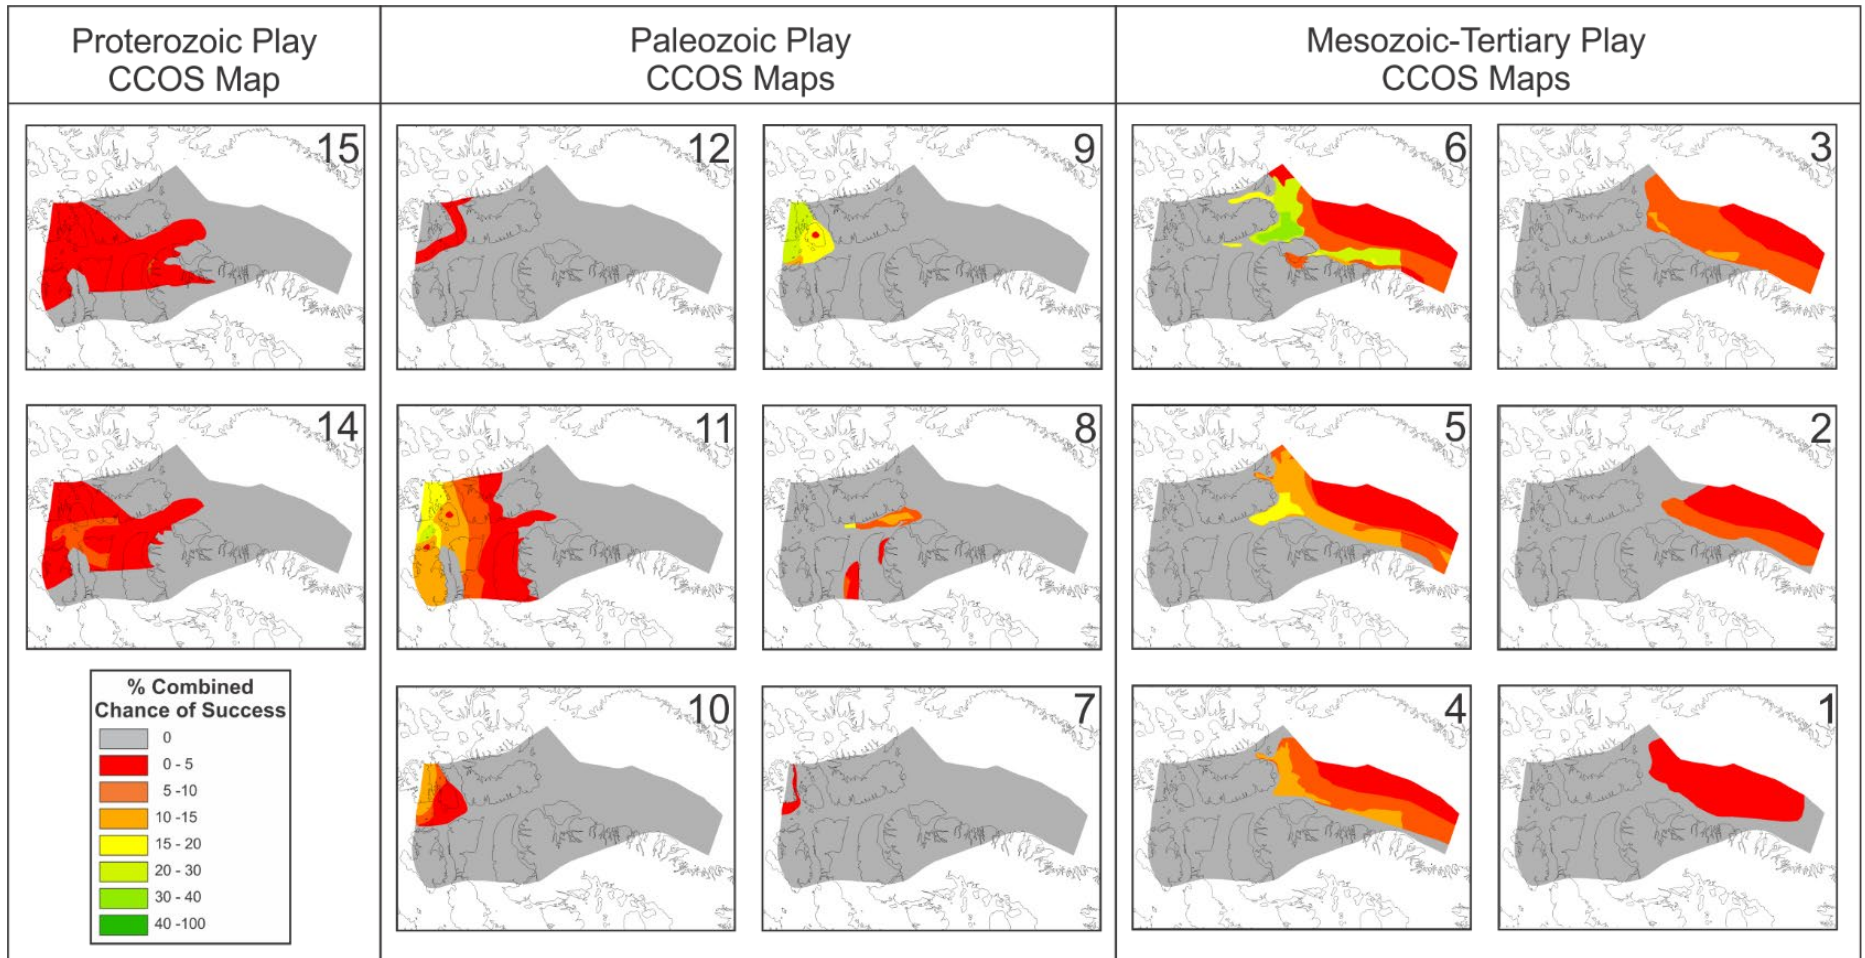 Proterozoic Play
CCOS Map
Paleozoic Play
CCOS Maps
Mesozoic-Tertiary Play
CCOS Maps
15
12
9
6
3
14
11
8
5
2
10
7
4
1
% Combined
Chance of Success
0
0 - 5
5 -10
10 -15
15 - 20
20 - 30
30 - 40
40 -100